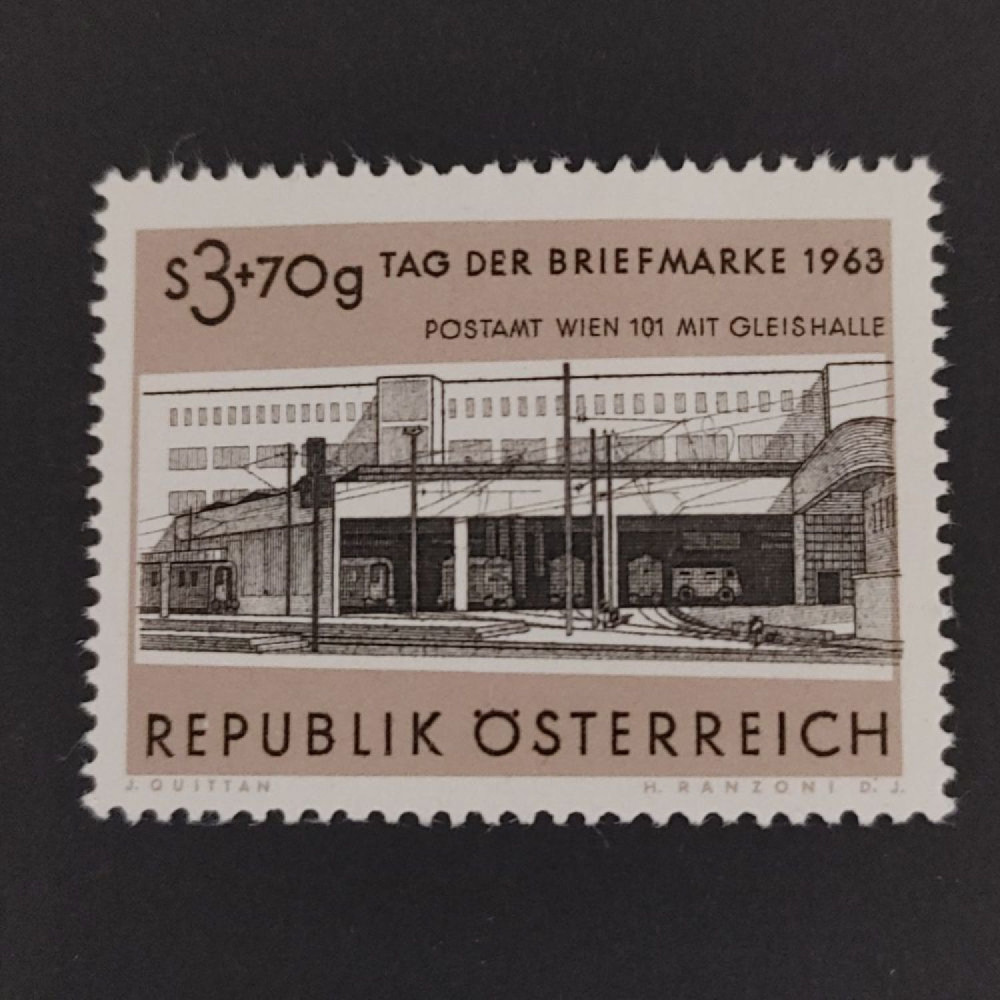 S3+70g TAG DER BRIEFMARKE 1963
POSTAMT WIEN 101 MIT GLEISHALLE
REPUBLIK ÖSTERREICH
J. QUITTAN H. RANZONI D. J.